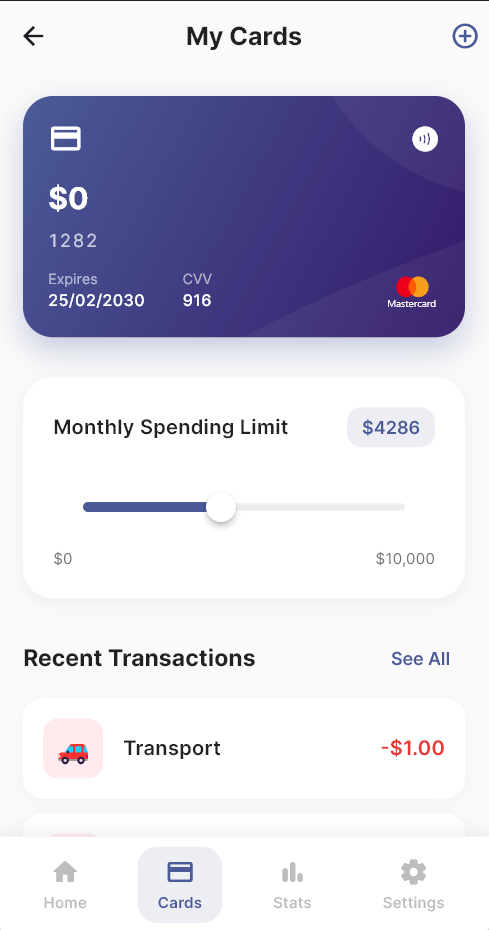 My Cards
$0
1282
Expires CVV
25/02/2030 916
Mastercard
Monthly Spending Limit $4286
$0 $10,000
Recent Transactions See All
Transport -$1.00
Home Cards Stats Settings